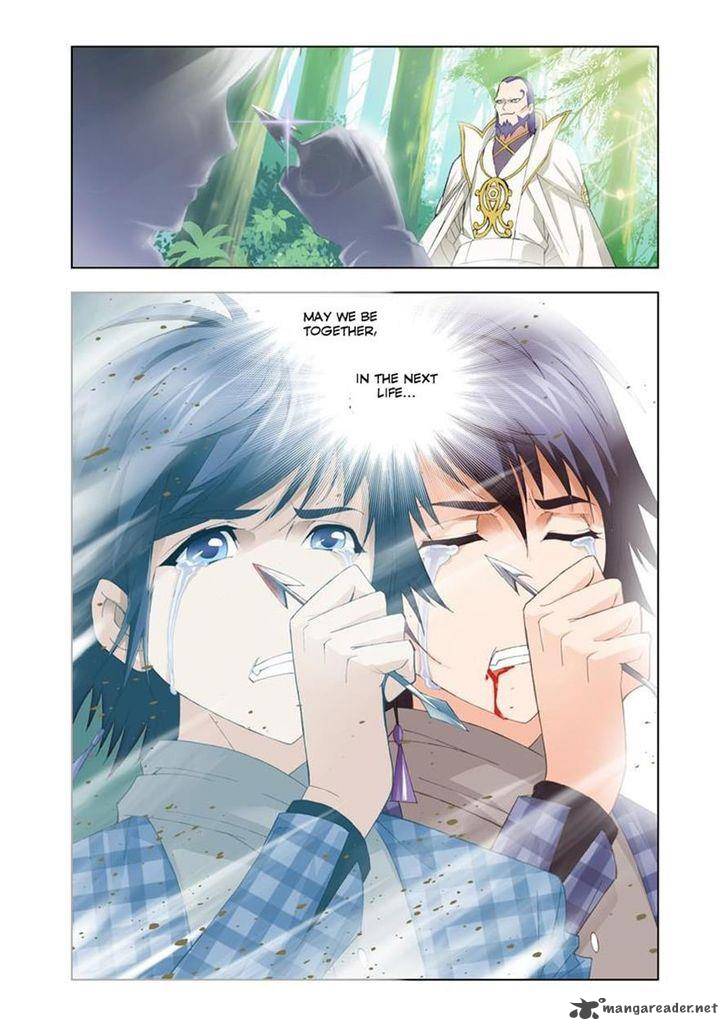 MAY WE BE
TOGETHER,
IN THE NEXT
LIFE...
mangareader.net